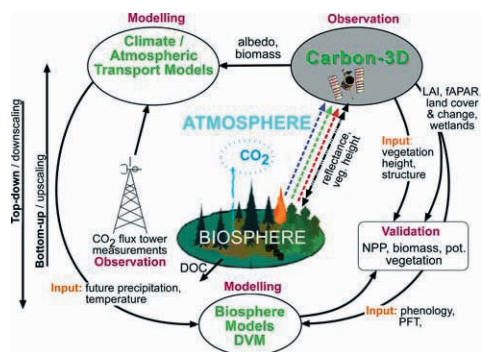 Modelling
Climate /
Atmospheric
Transport Models
albedo,
biomass
Observation
Carbon-3D
LAI, fAPAR,
land cover
& change,
wetlands
Input:
vegetation
height,
structure
ATMOSPHERE
CO2
reflectance,
veg. height
Top-down / downscaling
Bottom-up / upscaling
CO2 flux tower
measurements
Observation
BIOSPHERE
DOC
Validation
NPP, biomass, pot.
vegetation
Input: future precipitation,
temperature
Modelling
Biosphere
Models
DVM
Input: phenology,
PFT,